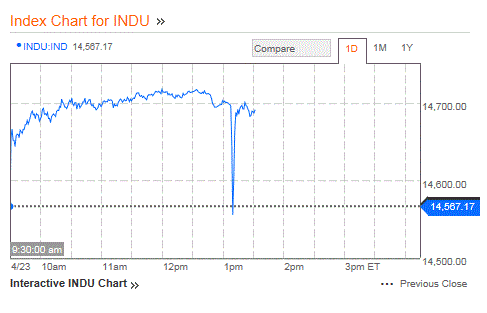 Index Chart for INDU »
INDU:IND 14,567.17 Compare 1D 1M 1Y
14,700.00
14,600.00
14,567.17
9:30:00 am
14,500.00
4/23 10am 11am 12pm 1pm 2pm 3pm ET
Interactive INDU Chart » ••• Previous Close